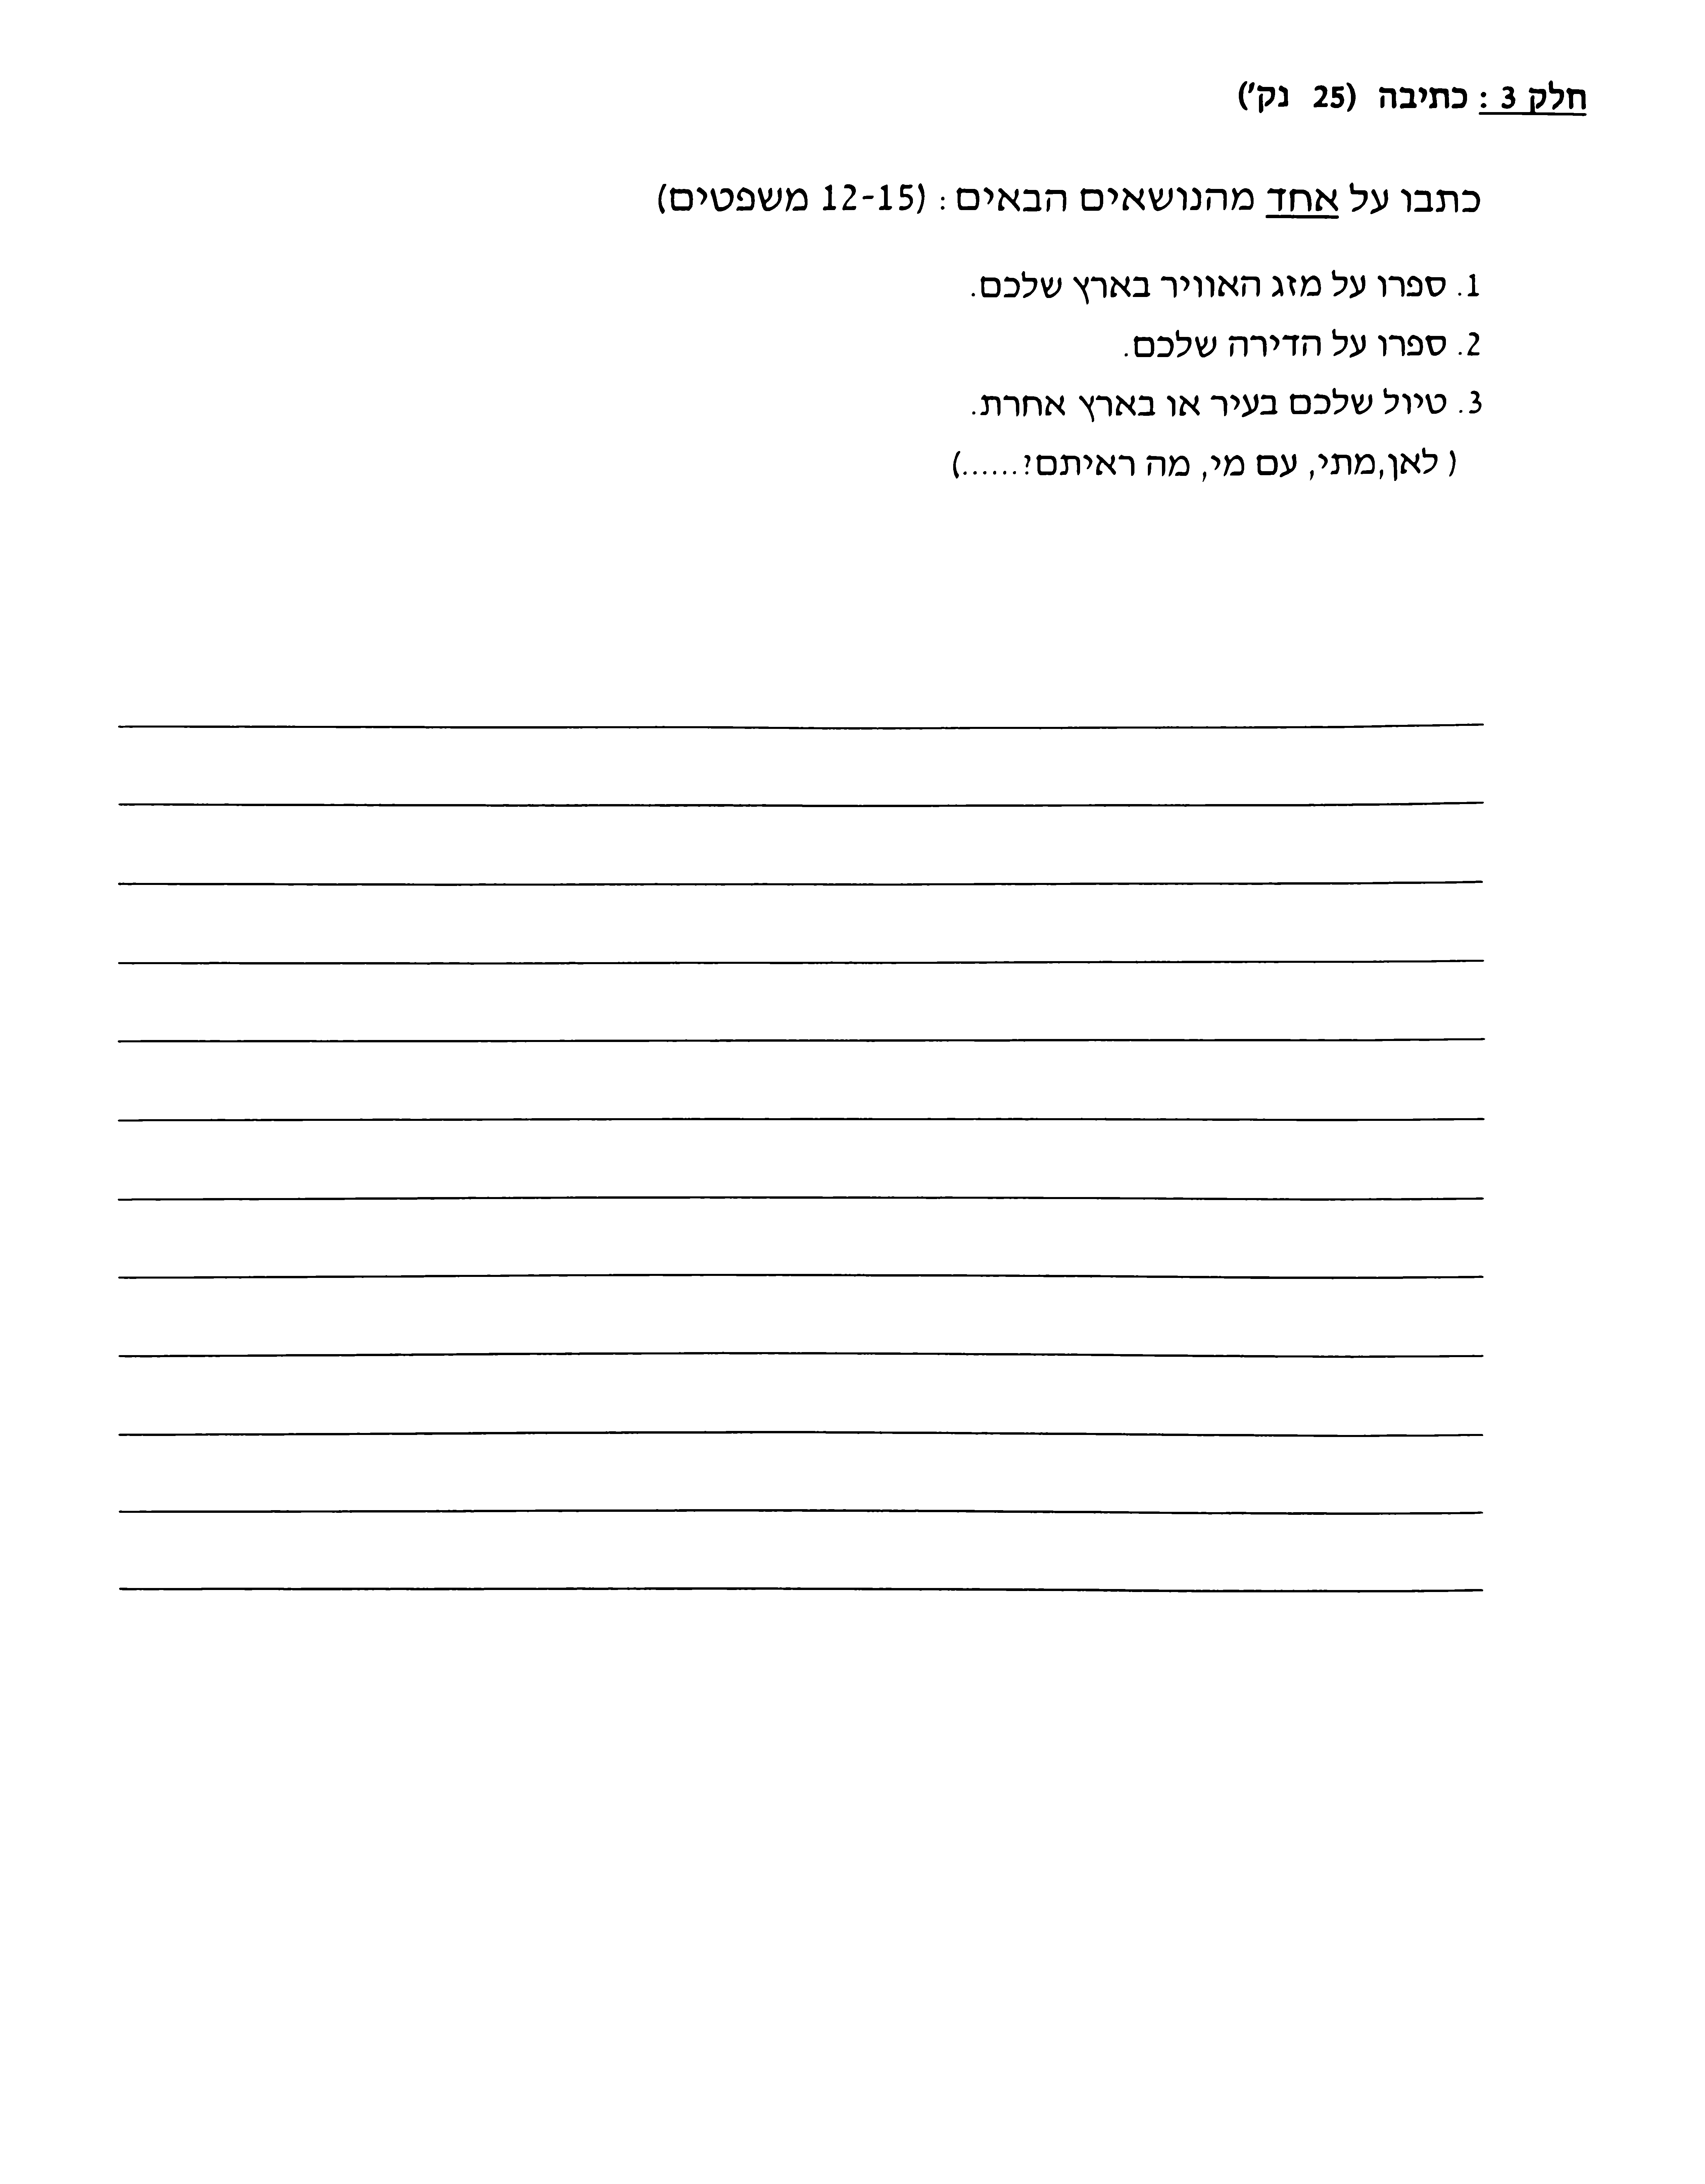 חלק 3 : כתיבה (25 נק')
כתבו על אחד מהנושאים הבאים : (12-15 משפטים)
1. ספרו על מזג האוויר בארץ שלכם.
2. ספרו על הדירה שלכם.
3. טיול שלכם בעיר או בארץ אחרת.
( לאן,מתי, עם מי, מה ראיתם?......)